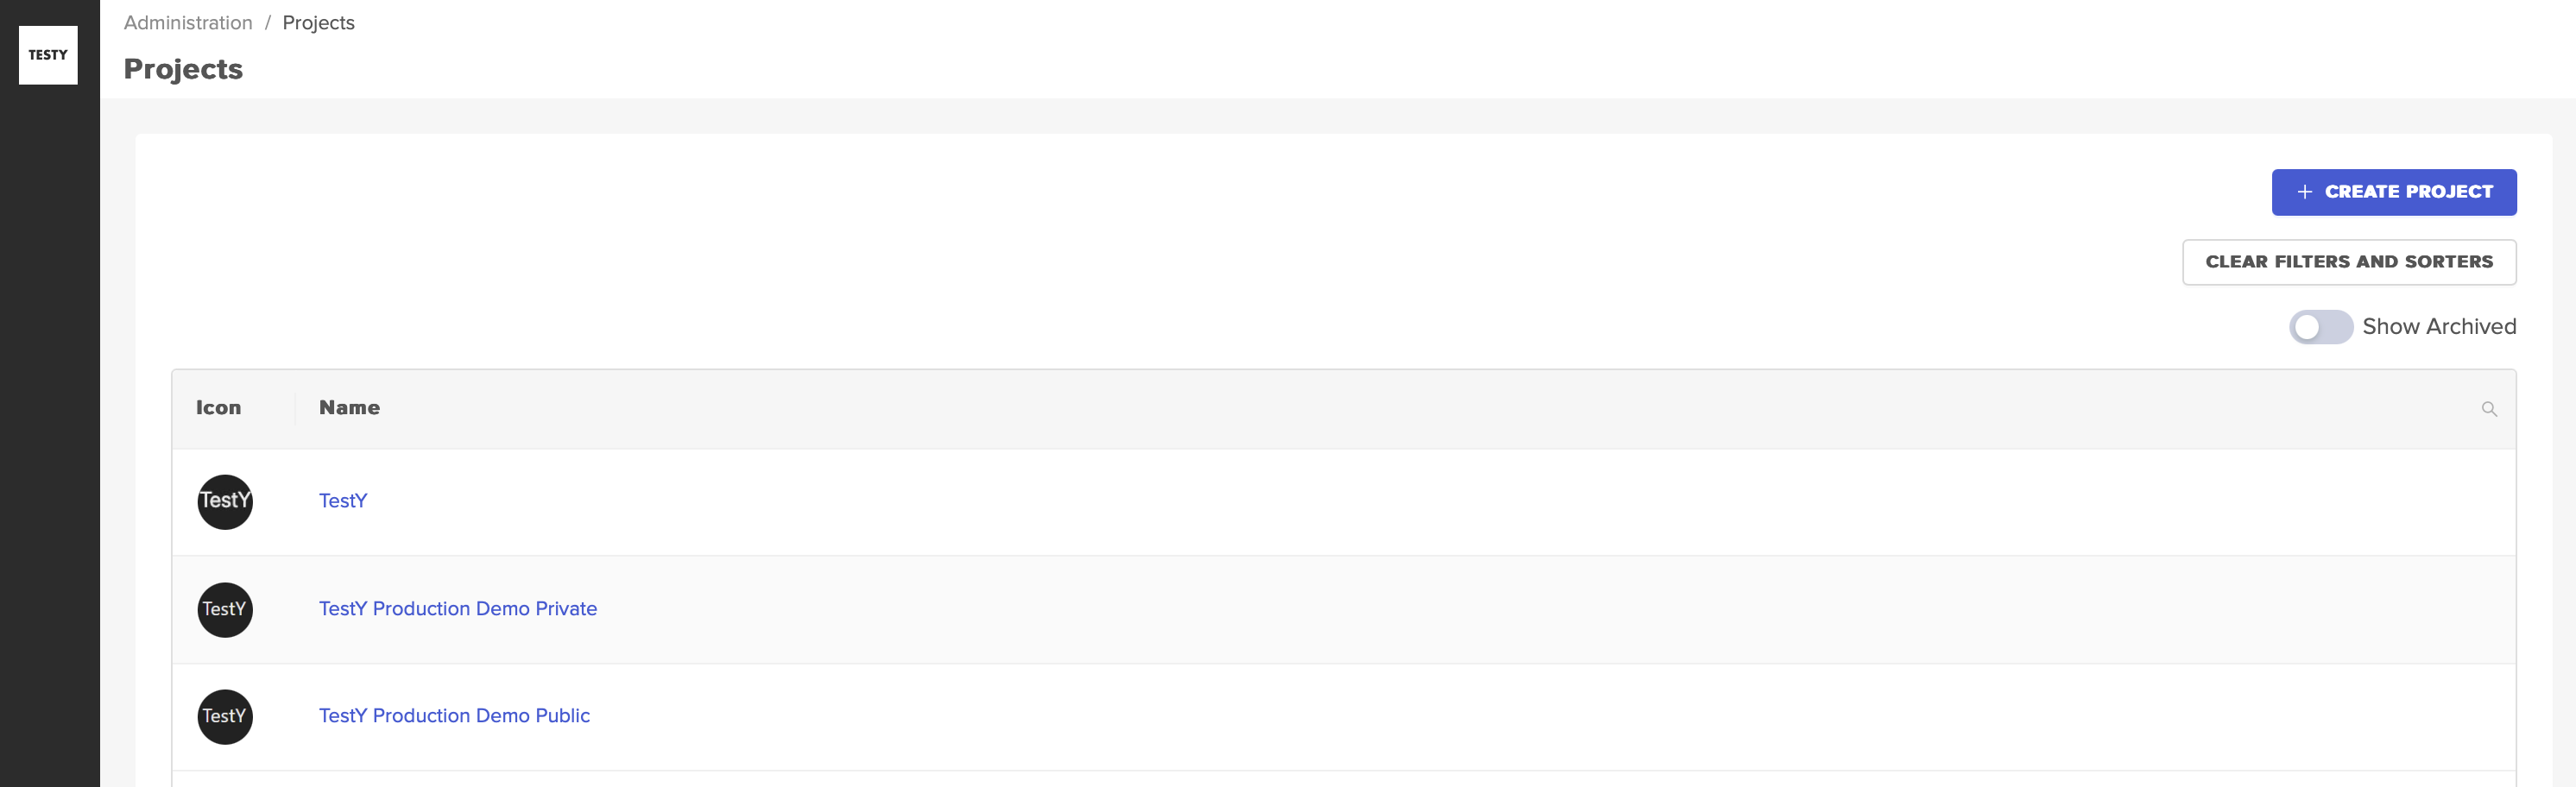 TESTY
Administration / Projects
Projects
+ CREATE PROJECT
CLEAR FILTERS AND SORTERS
Show Archived
Icon Name
TestY TestY
TestY TestY Production Demo Private
TestY TestY Production Demo Public